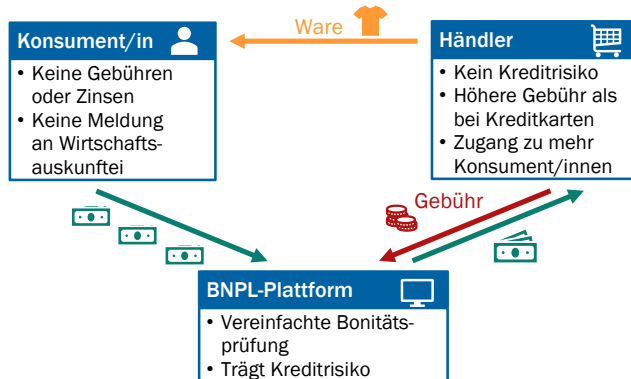 Ware
Konsument/in
• Keine Gebühren
oder Zinsen
• Keine Meldung
an Wirtschafts-
auskunftei
Händler
• Kein Kreditrisiko
• Höhere Gebühr als
bei Kreditkarten
• Zugang zu mehr
Konsument/innen
Gebühr
BNPL-Plattform
• Vereinfachte Bonitäts-
prüfung
• Trägt Kreditrisiko